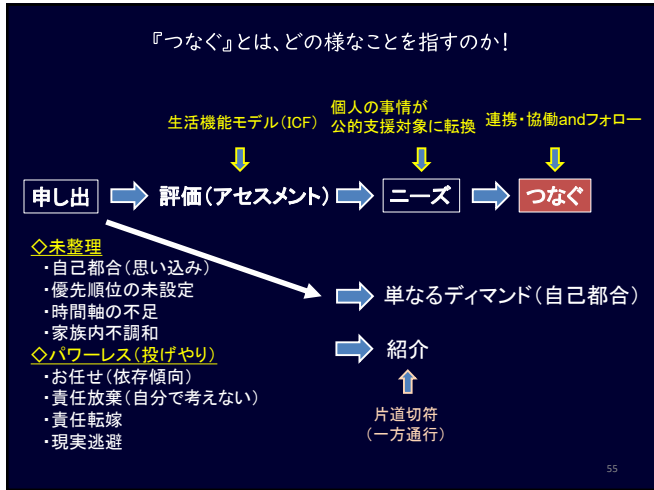 『つなぐ』とは、どの様なことを指すのか！
生活機能モデル（ICF）
個人の事情が
公的支援対象に転換
連携・協働andフォロー
申し出
評価（アセスメント）
ニーズ
つなぐ
◇未整理
・自己都合（思い込み）
・優先順位の未設定
・時間軸の不足
・家族内不調和
◇パワーレス（投げやり）
・お任せ（依存傾向）
・責任放棄（自分で考えない）
・責任転嫁
・現実逃避
単なるディマンド（自己都合）
紹介
片道切符
（一方通行）
55